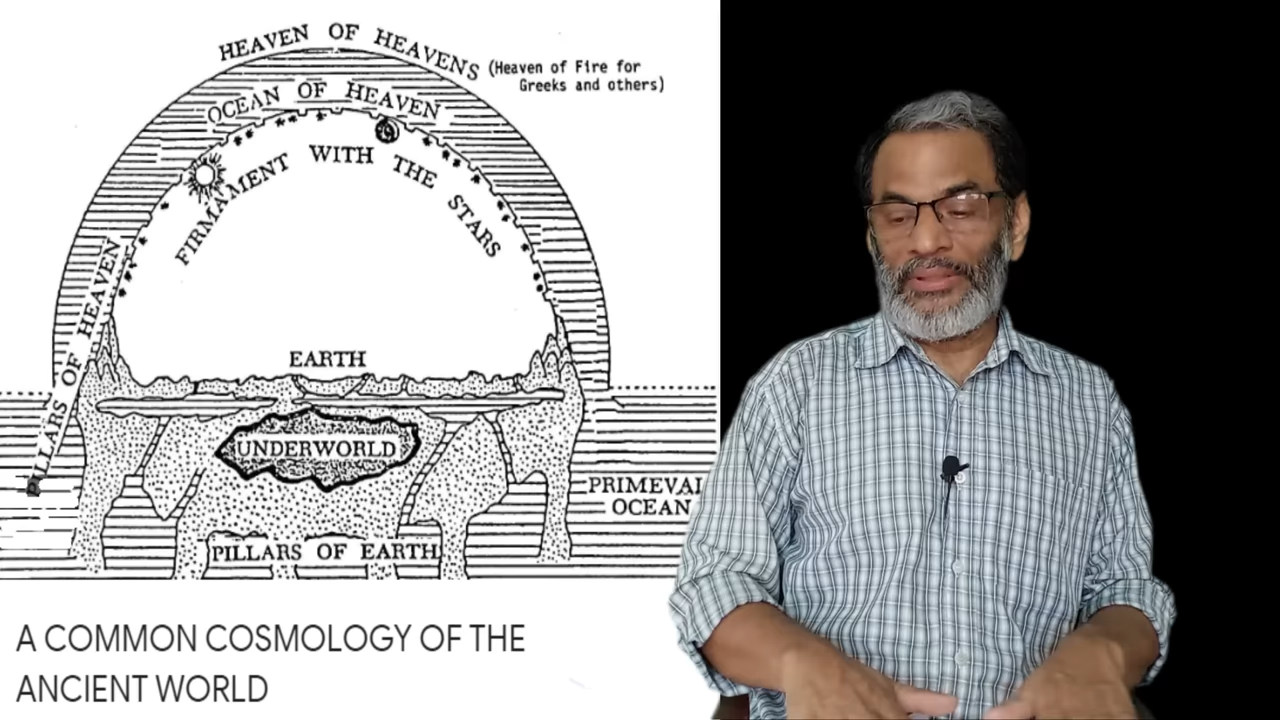 HEAVEN OF HEAVENS
(Heaven of Fire for
Greeks and others)
OCEAN OF HEAVEN
FIRMAMENT WITH THE STARS
PILLARS OF HEAVEN
EARTH
UNDERWORLD
PRIMEVAL
OCEAN
PILLARS OF EARTH
A COMMON COSMOLOGY OF THE
ANCIENT WORLD